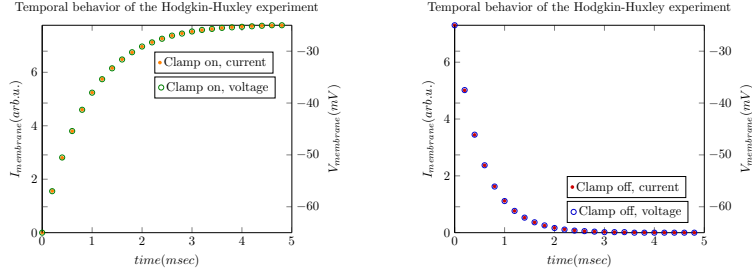 Temporal behavior of the Hodgkin-Huxley experiment
I_membrane(arb.u.)
6
4
2
0
−30
−40
−50
−60
V_membrane(mV)
Clamp on, current
Clamp on, voltage
0 1 2 3 4 5
time(msec)
Temporal behavior of the Hodgkin-Huxley experiment
I_membrane(arb.u.)
6
4
2
0
−30
−40
−50
−60
V_membrane(mV)
Clamp off, current
Clamp off, voltage
0 1 2 3 4 5
time(msec)